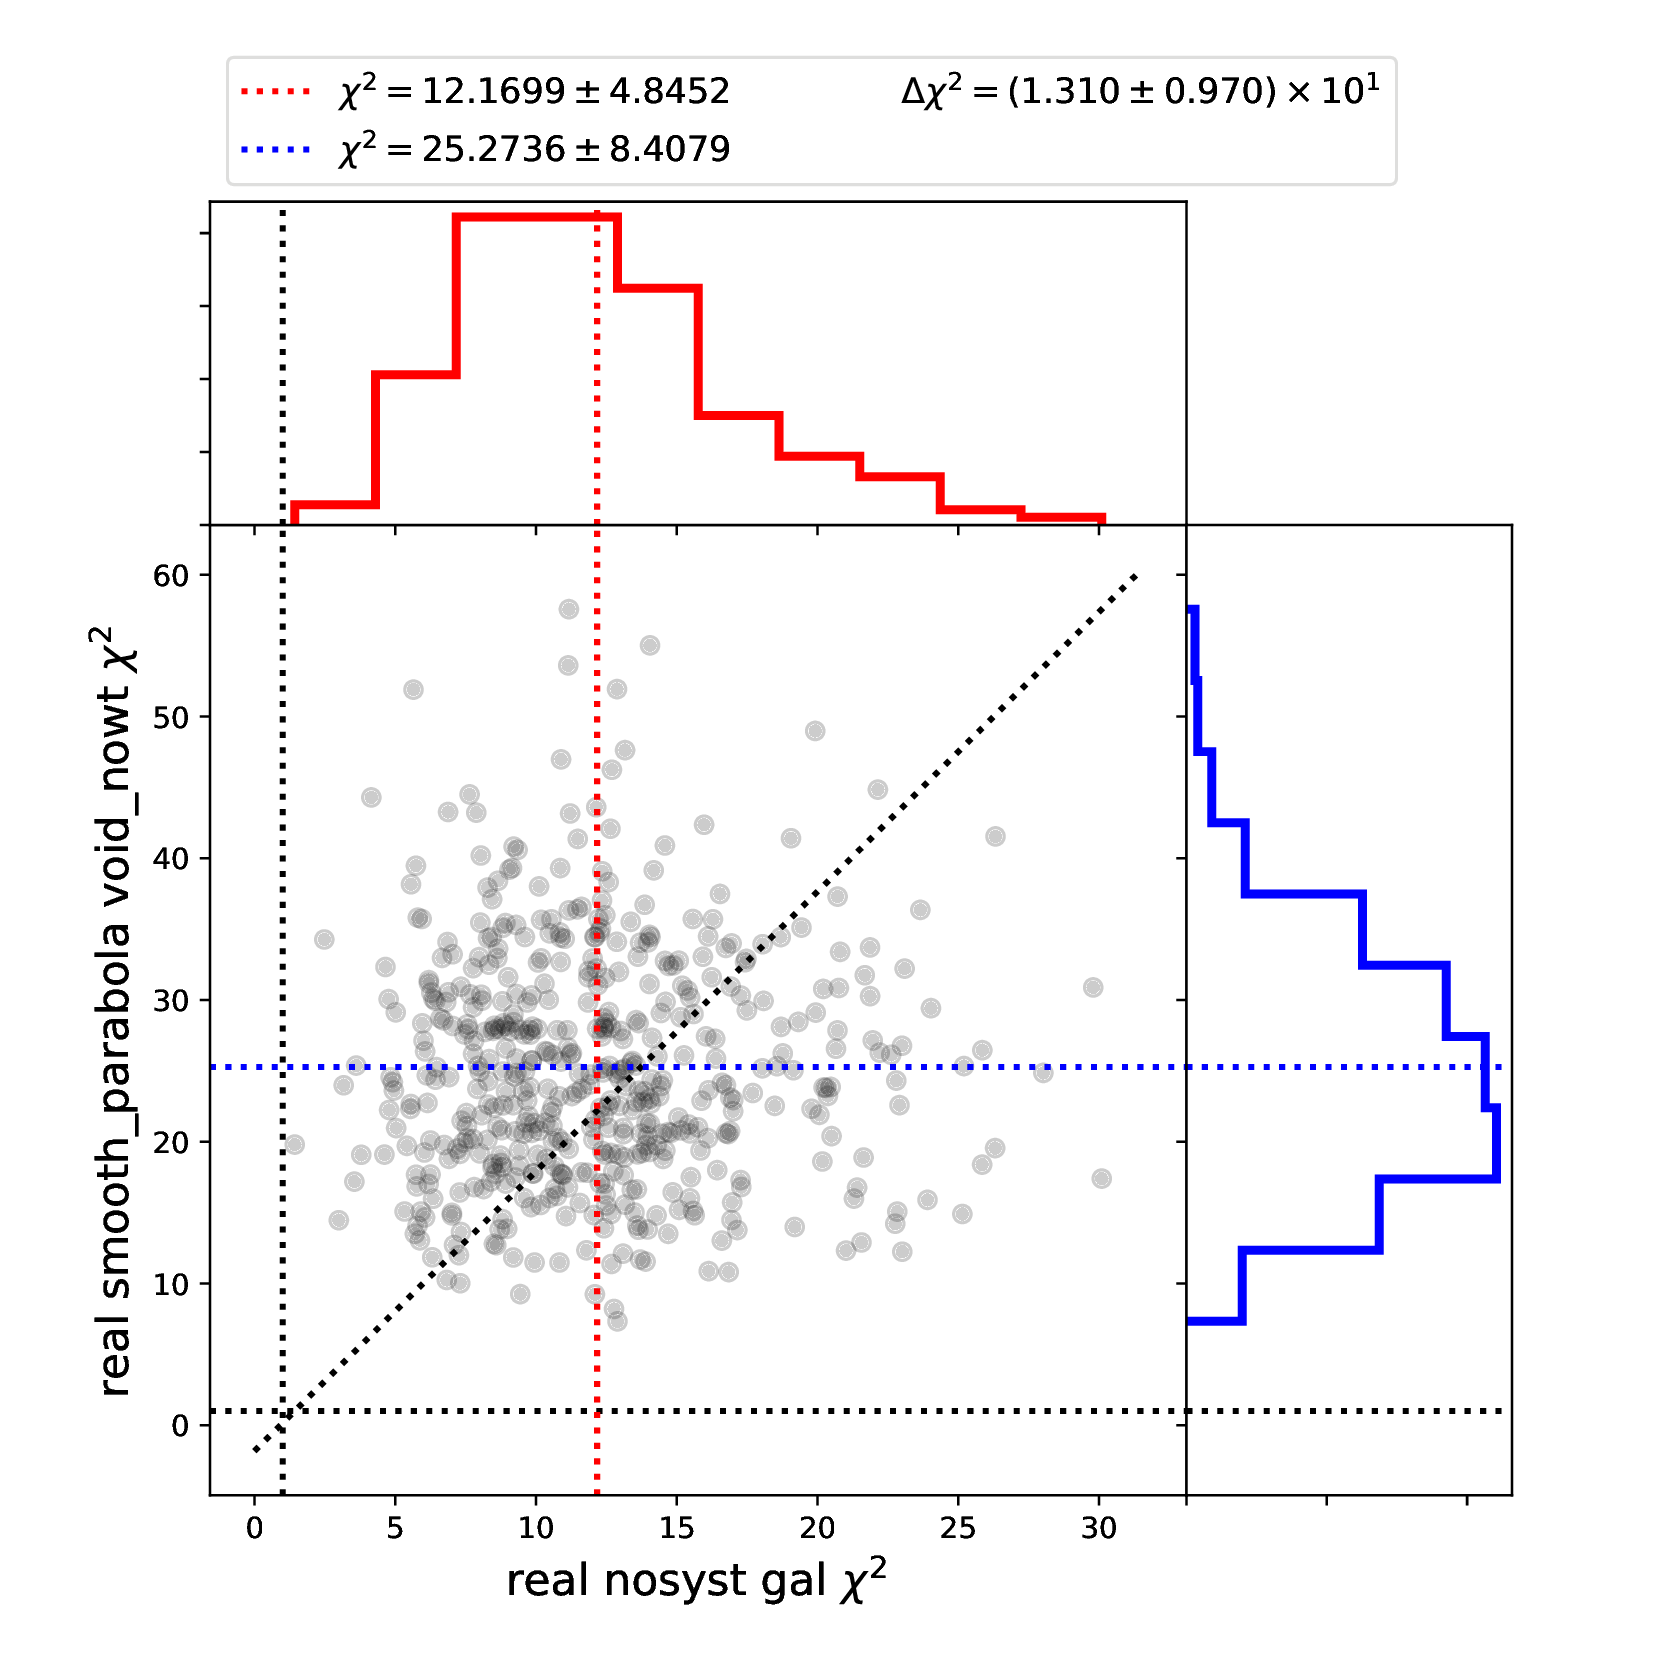 χ² = 12.1699 ± 4.8452
χ² = 25.2736 ± 8.4079
Δχ² = (1.310 ± 0.970) × 10¹
60
50
40
30
20
10
0
real smooth_parabola void_nowt χ²
0 5 10 15 20 25 30
real nosyst gal χ²